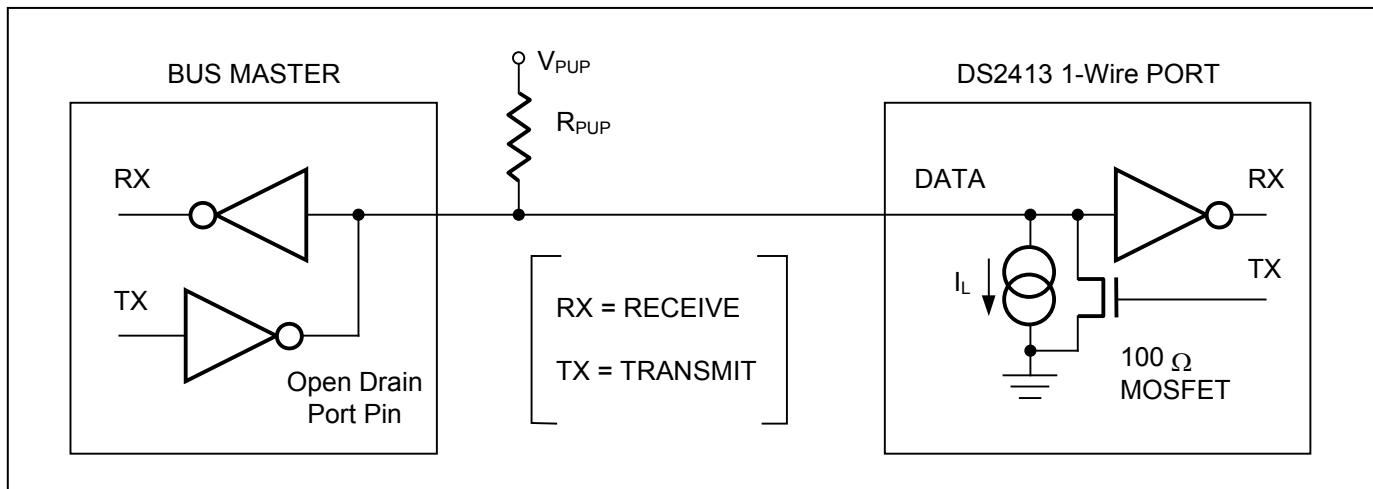 BUS MASTER
VPUP
RPUP
DS2413 1-Wire PORT
RX
TX
Open Drain
Port Pin
RX = RECEIVE
TX = TRANSMIT
DATA
IL
RX
TX
100 Ω
MOSFET